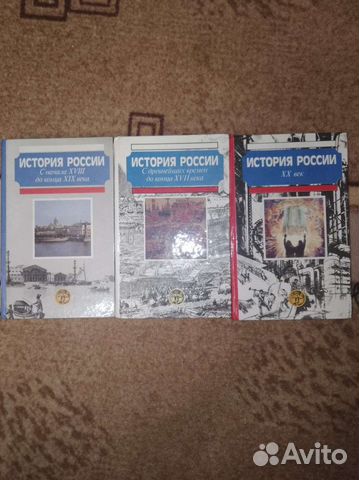 ИСТОРИЯ РОССИИ
С начала XVIII
до конца XIX века
ИСТОРИЯ РОССИИ
С древнейших времен
до конца XVII века
ИСТОРИЯ РОССИИ
XX век
Avito